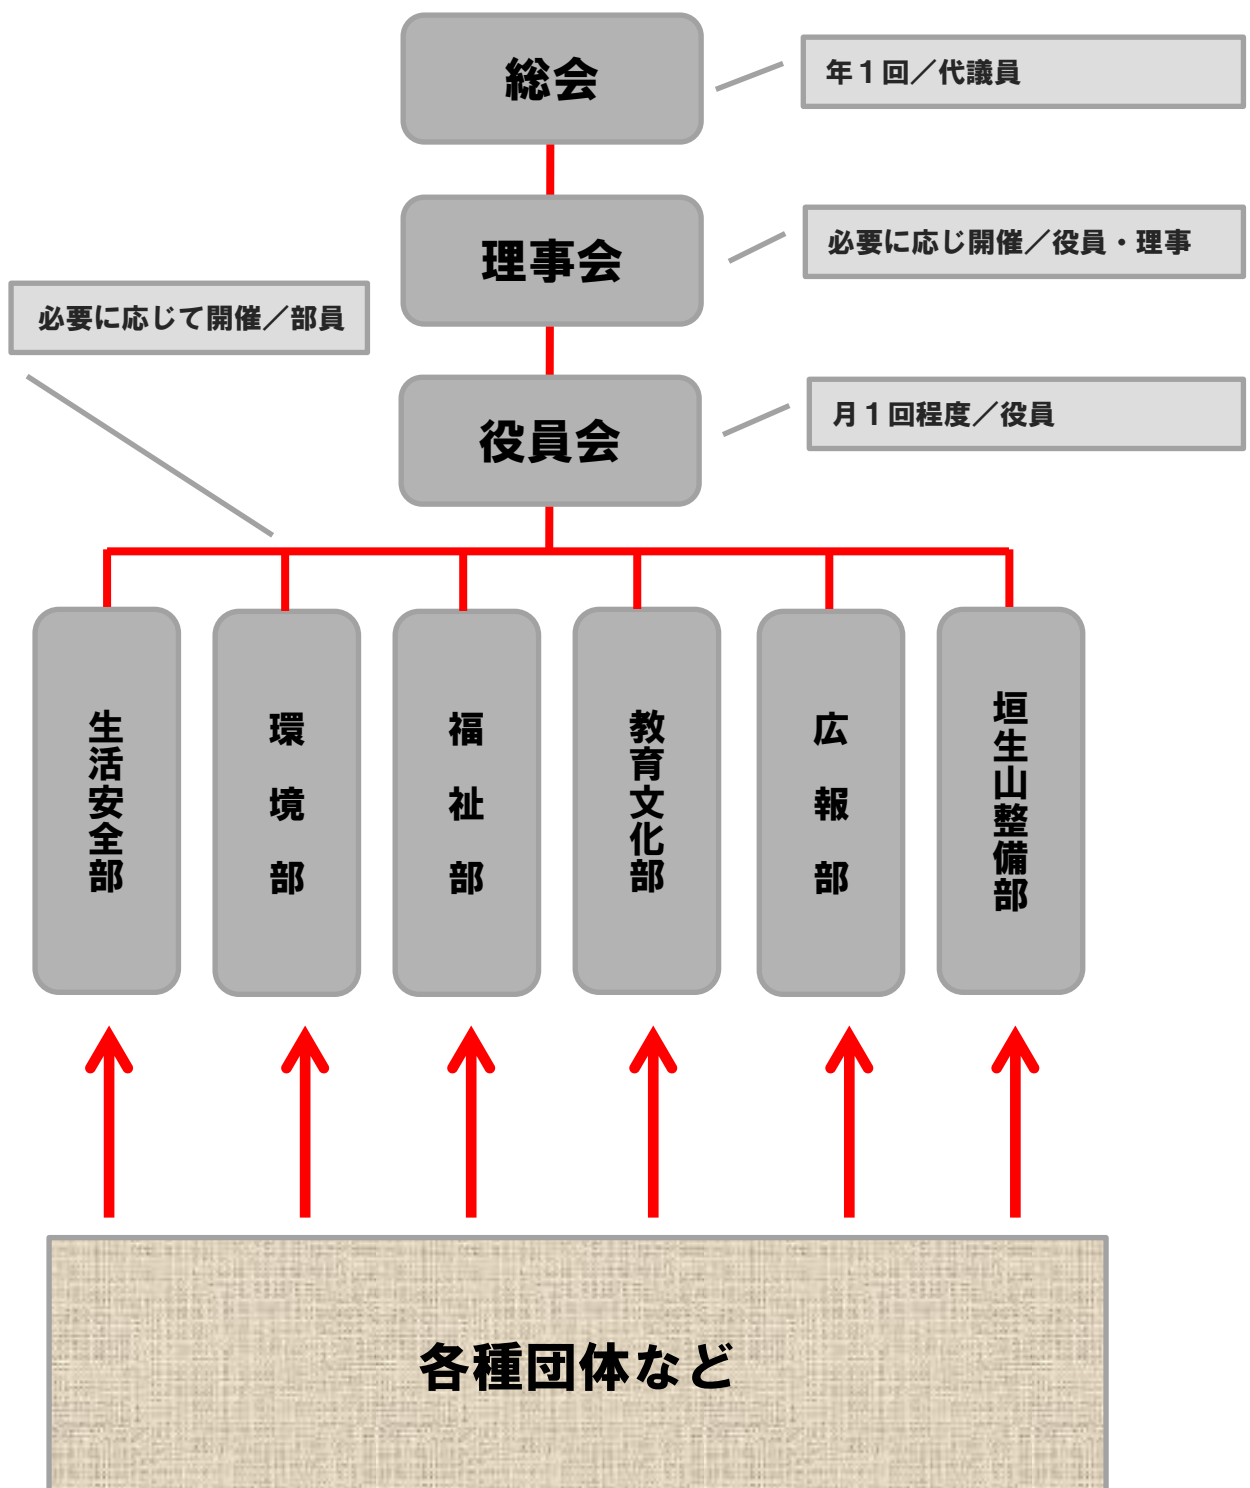 総会
年１回／代議員
理事会
必要に応じ開催／役員・理事
必要に応じて開催／部員
役員会
月１回程度／役員
生活安全部
環境部
福祉部
教育文化部
広報部
垣生山整備部
各種団体など